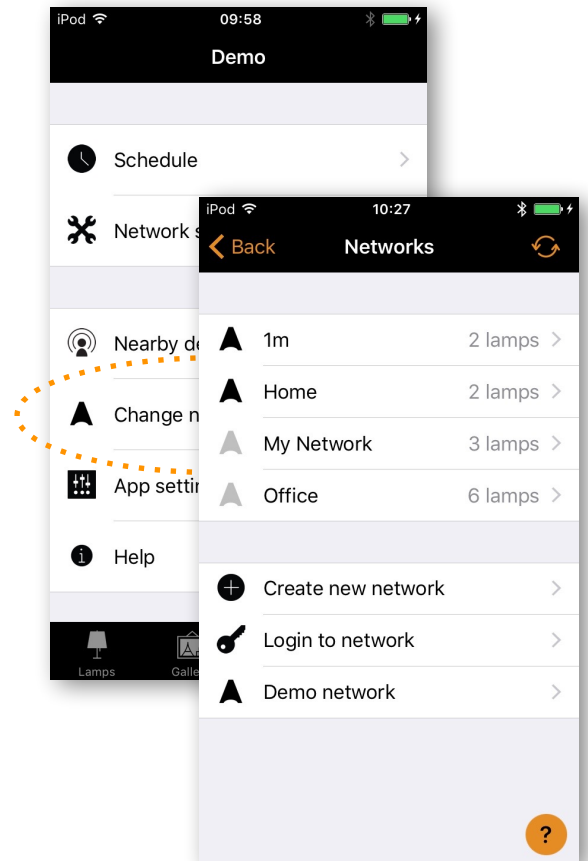 iPod 09:58
Demo
Schedule
Network s
Nearby de
Change n
App settin
Help
Lamps Galle
iPod 10:27
Back Networks
1m 2 lamps
Home 2 lamps
My Network 3 lamps
Office 6 lamps
Create new network
Login to network
Demo network
?